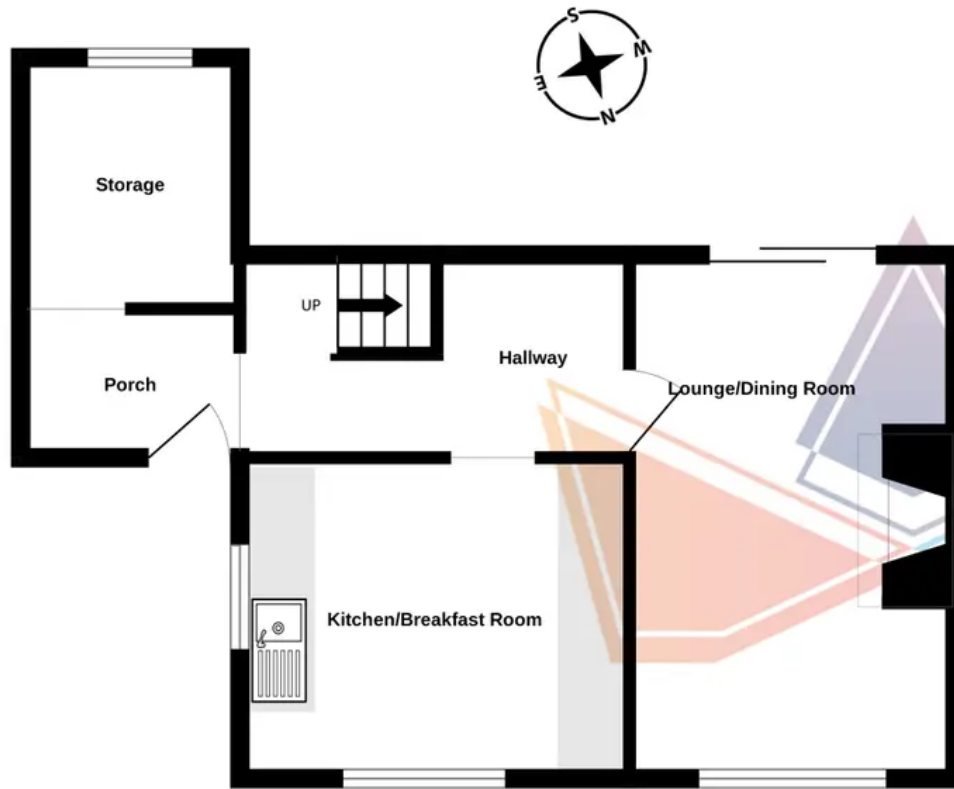 S
W
E
N
Storage
UP
Hallway
Porch
Lounge/Dining Room
Kitchen/Breakfast Room